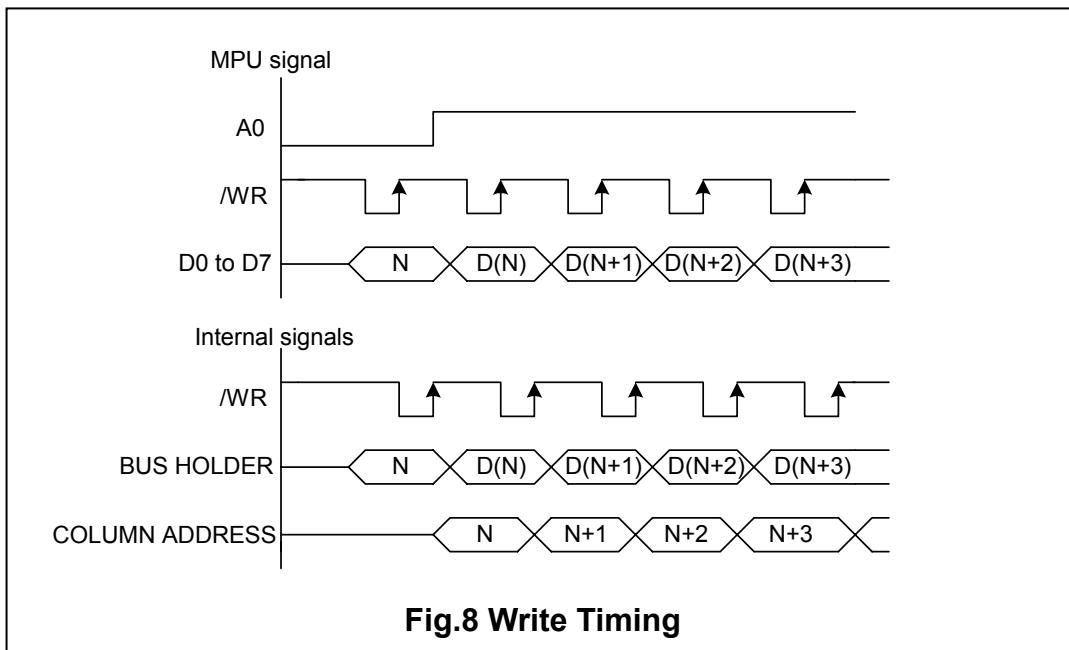 MPU signal
A0
/WR
D0 to D7 N D(N) D(N+1) D(N+2) D(N+3)
Internal signals
/WR
BUS HOLDER N D(N) D(N+1) D(N+2) D(N+3)
COLUMN ADDRESS N N+1 N+2 N+3
Fig.8 Write Timing